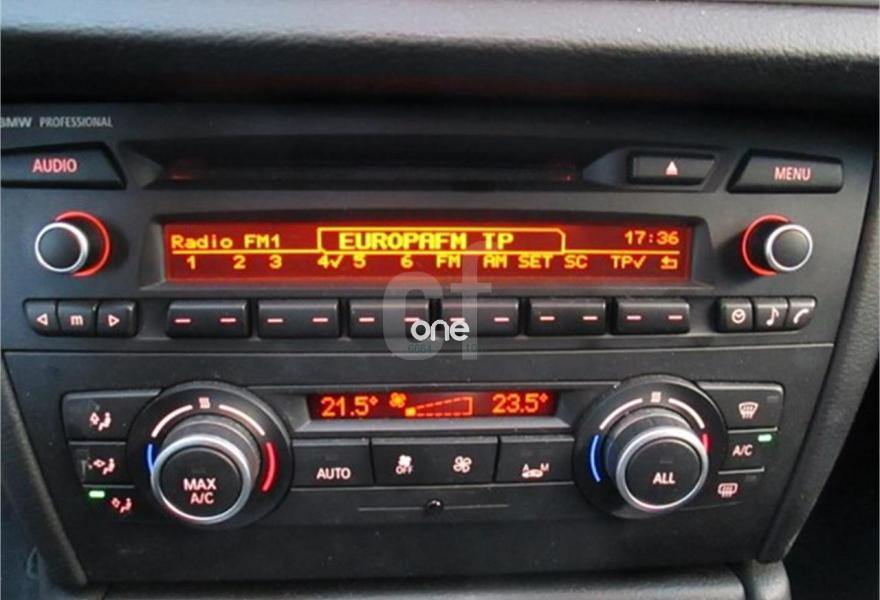 BMW PROFESSIONAL
AUDIO
MENU
Radio FM1 EUROPAFM TP 17:36
1 2 3 4✓ 5 6 FM AM SET SC TP✓
m
cf
one
21.5° 23.5°
MAX A/C
AUTO
OFF
A M
ALL
A/C